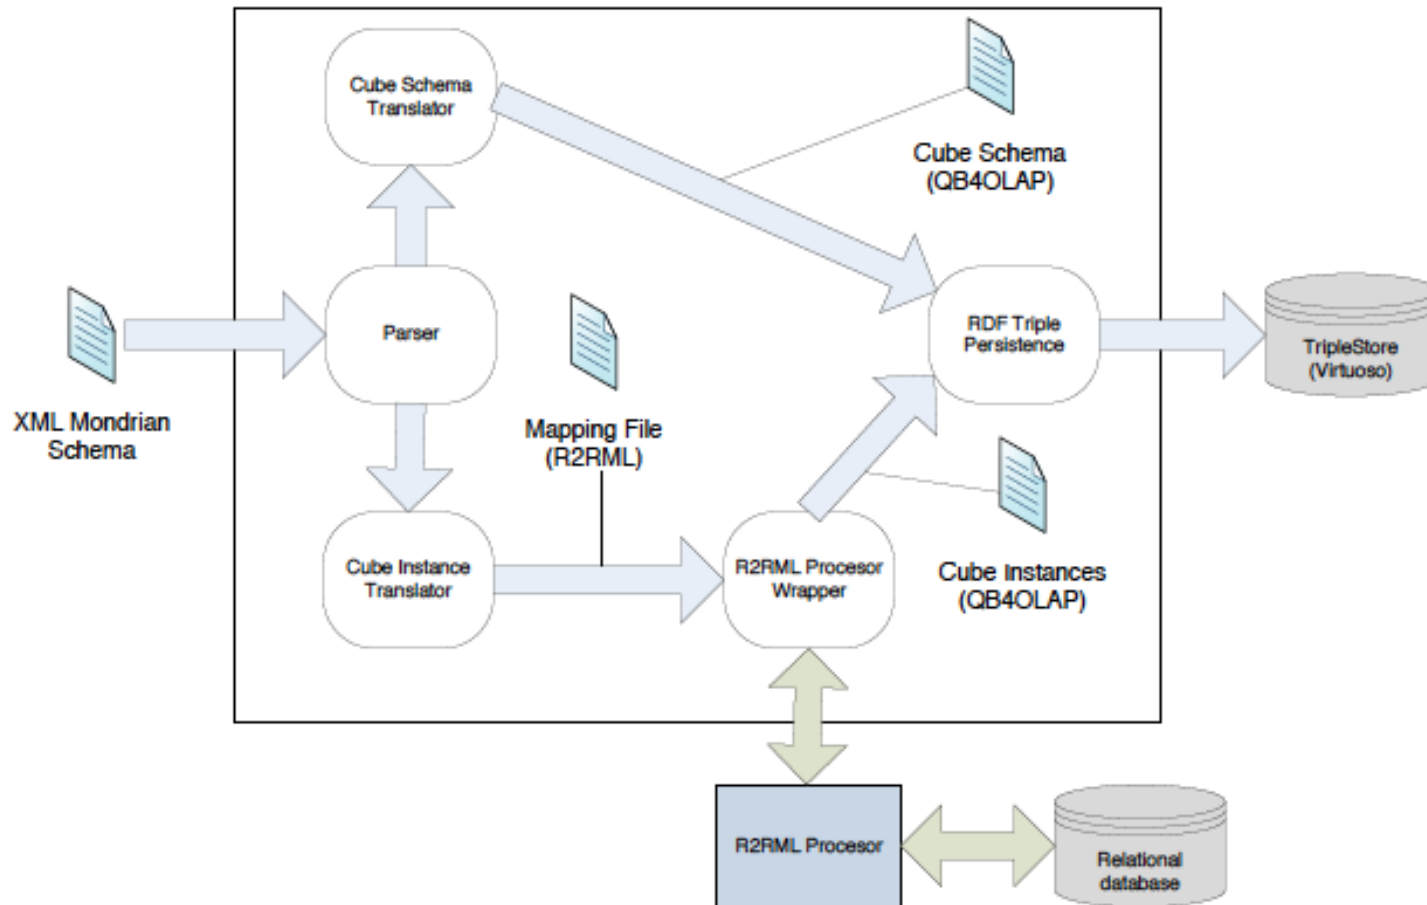 Cube Schema
Translator
Cube Schema
(QB4OLAP)
Parser
RDF Triple
Persistence
TripleStore
(Virtuoso)
XML Mondrian
Schema
Mapping File
(R2RML)
Cube Instance
Translator
R2RML Procesor
Wrapper
Cube Instances
(QB4OLAP)
R2RML Procesor
Relational
database